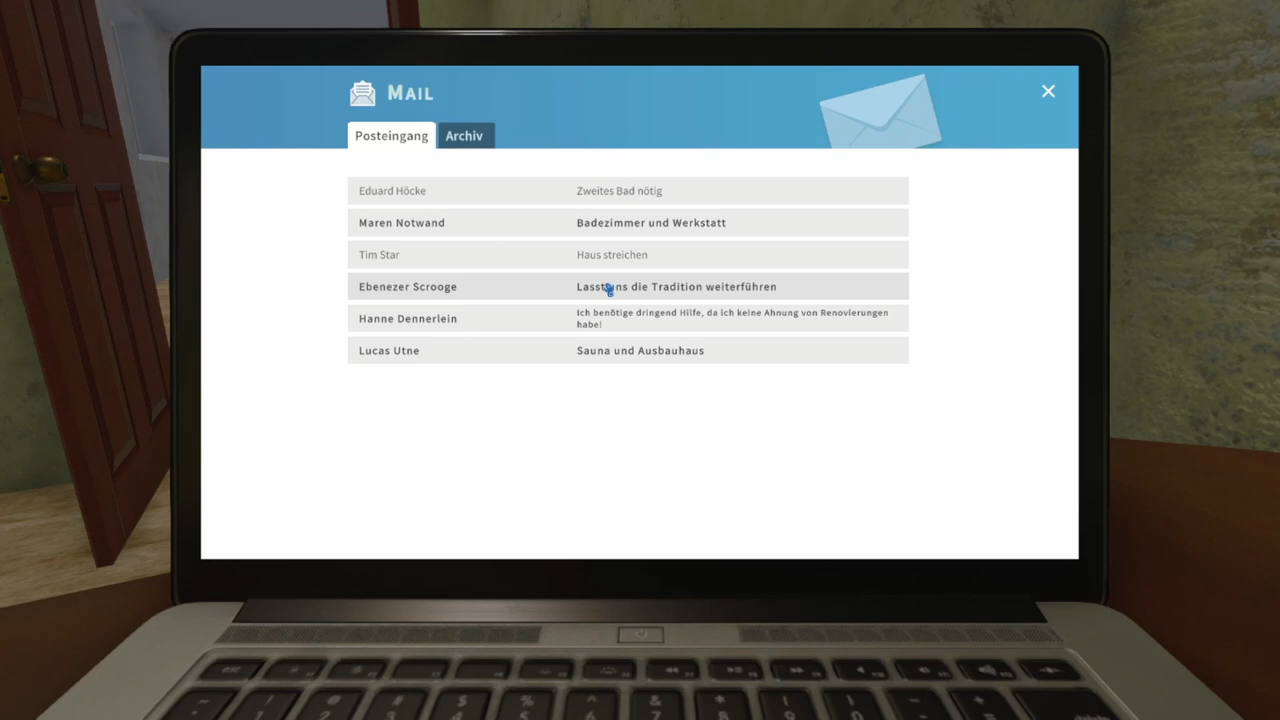 Mail
Posteingang Archiv
Eduard Höcke Zweites Bad nötig
Maren Notwand Badezimmer und Werkstatt
Tim Star Haus streichen
Ebenezer Scrooge Lasst uns die Tradition weiterführen
Hanne Dennerlein Ich benötige dringend Hilfe, da ich keine Ahnung von Renovierungen
habe!
Lucas Utne Sauna und Ausbauhaus
esc